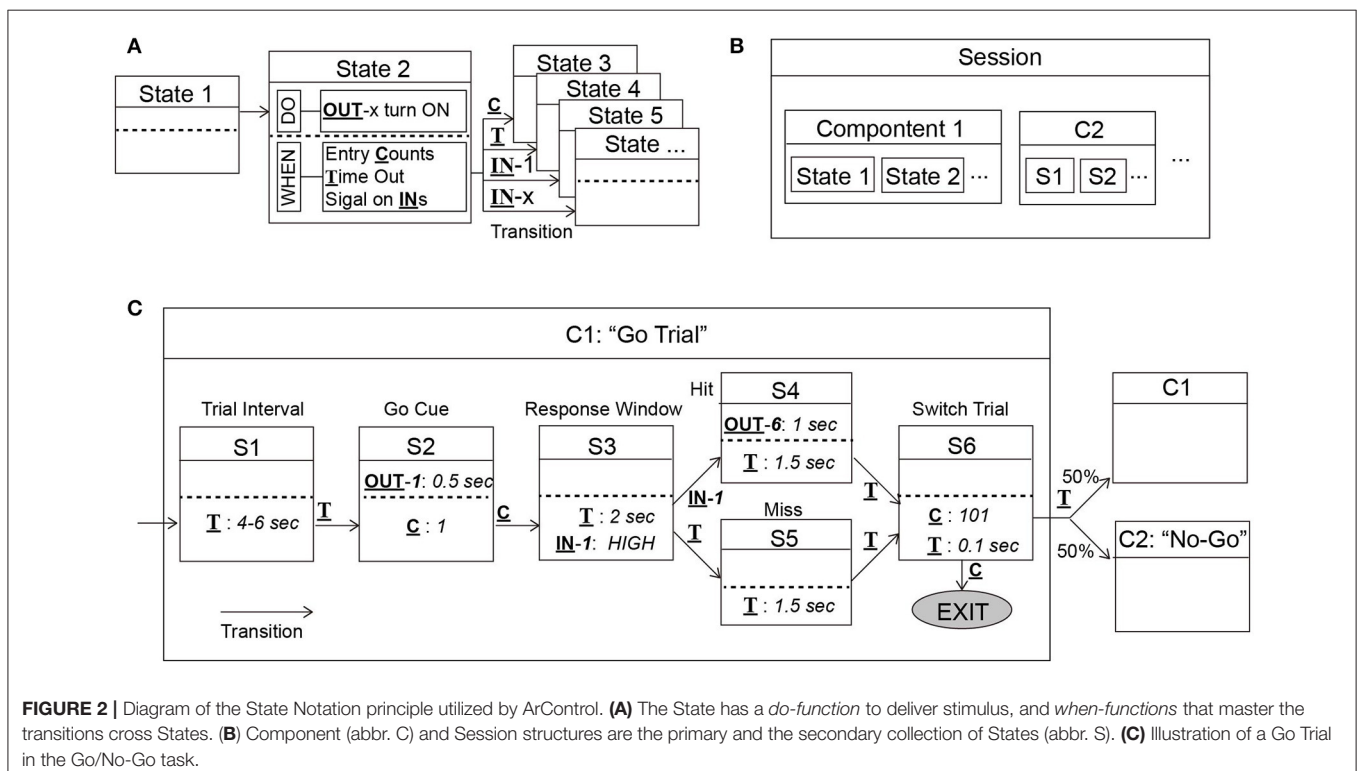 A
State 1
State 2
DO
OUT-x turn ON
WHEN
Entry Counts
Time Out
Sigal on INs
C
T
IN-1
IN-x
Transition
State 3
State 4
State 5
State ...
B
Session
Compontent 1
State 1
State 2
...
C2
S1
S2
...
...
C
C1: “Go Trial”
Trial Interval
S1
T : 4-6 sec
T
Go Cue
S2
OUT-1: 0.5 sec
C : 1
C
Response Window
S3
T : 2 sec
IN-1: HIGH
IN-1
T
Hit
S4
OUT-6: 1 sec
T : 1.5 sec
T
Miss
S5
T : 1.5 sec
T
Switch Trial
S6
C : 101
T : 0.1 sec
C
EXIT
T
50%
50%
C1
C2: “No-Go”
Transition
FIGURE 2 | Diagram of the State Notation principle utilized by ArControl. (A) The State has a do-function to deliver stimulus, and when-functions that master the
transitions cross States. (B) Component (abbr. C) and Session structures are the primary and the secondary collection of States (abbr. S). (C) Illustration of a Go Trial
in the Go/No-Go task.